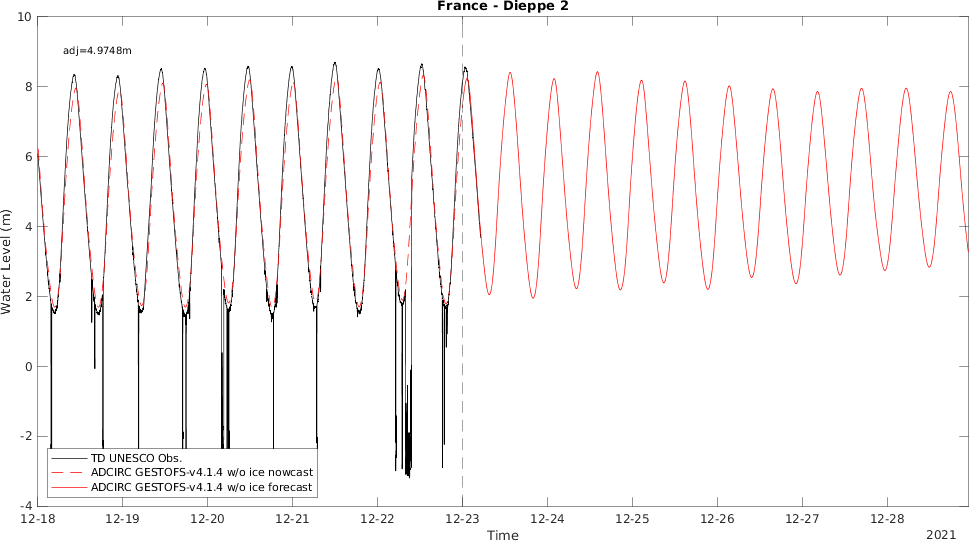 France - Dieppe 2
adj=4.9748m
10
8
6
4
2
0
-2
-4
Water Level (m)
TD UNESCO Obs.
ADCIRC GESTOFS-v4.1.4 w/o ice nowcast
ADCIRC GESTOFS-v4.1.4 w/o ice forecast
12-18 12-19 12-20 12-21 12-22 12-23 12-24 12-25 12-26 12-27 12-28
Time
2021